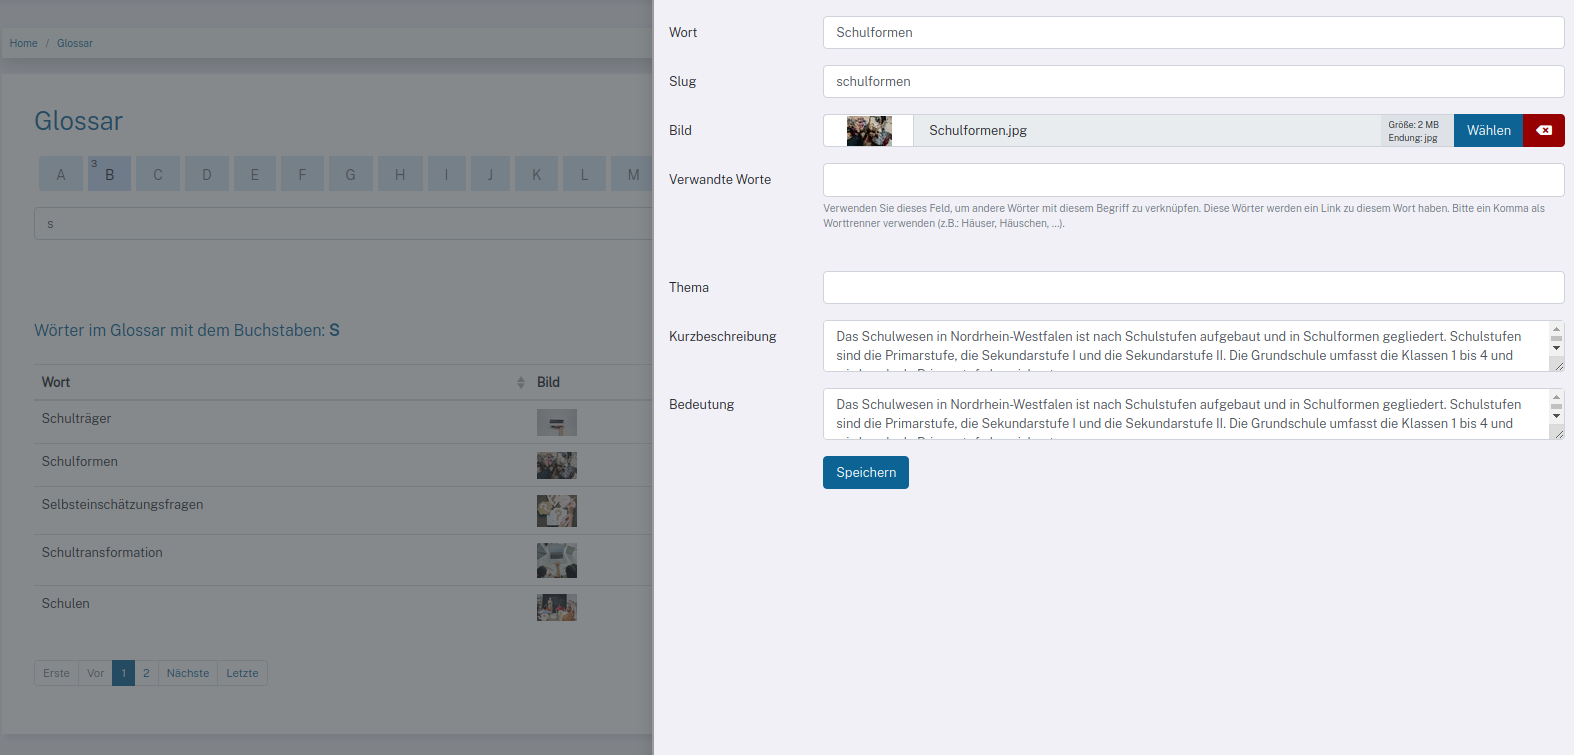 Home / Glossar
Glossar
A
3
B
C
D
E
F
G
H
I
J
K
L
M
s
Wörter im Glossar mit dem Buchstaben: S
Wort
Bild
Schulträger
Schulformen
Selbsteinschätzungsfragen
Schultransformation
Schulen
Erste
Vor
1
2
Nächste
Letzte
Wort
Schulformen
Slug
schulformen
Bild
Schulformen.jpg
Größe: 2 MB
Endung: jpg
Wählen
Verwandte Worte
Verwenden Sie dieses Feld, um andere Wörter mit diesem Begriff zu verknüpfen. Diese Wörter werden ein Link zu diesem Wort haben. Bitte ein Komma als
Worttrenner verwenden (z.B.: Häuser, Häuschen, ...).
Thema
Kurzbeschreibung
Das Schulwesen in Nordrhein-Westfalen ist nach Schulstufen aufgebaut und in Schulformen gegliedert. Schulstufen
sind die Primarstufe, die Sekundarstufe I und die Sekundarstufe II. Die Grundschule umfasst die Klassen 1 bis 4 und
Bedeutung
Das Schulwesen in Nordrhein-Westfalen ist nach Schulstufen aufgebaut und in Schulformen gegliedert. Schulstufen
sind die Primarstufe, die Sekundarstufe I und die Sekundarstufe II. Die Grundschule umfasst die Klassen 1 bis 4 und
Speichern